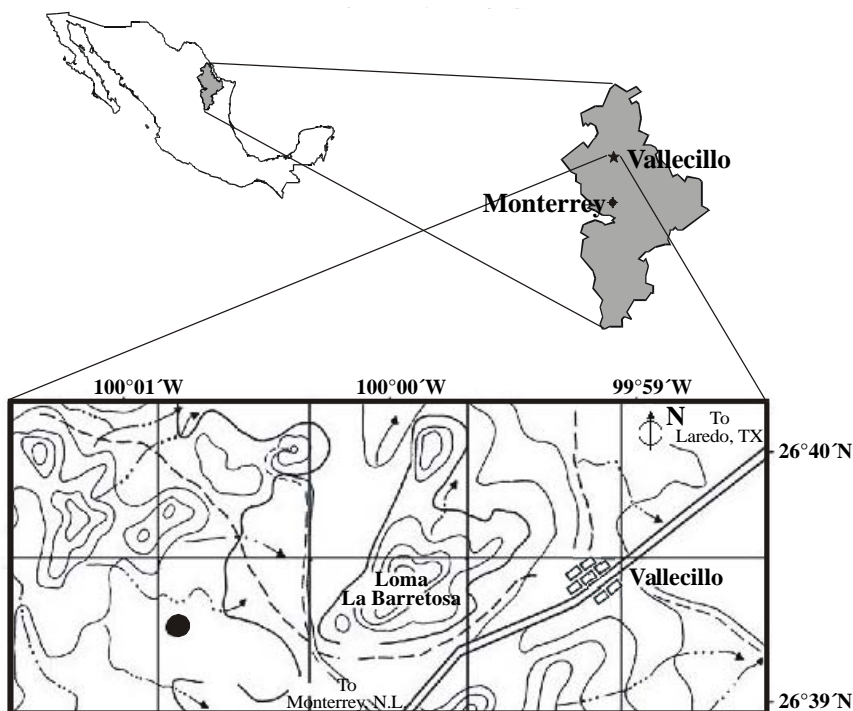 Vallecillo
Monterrey
100°01´W
100°00´W
99°59´W
N
To
Laredo, TX
26°40´N
Loma
La Barretosa
Vallecillo
To
Monterrey, N.L.
26°39´N